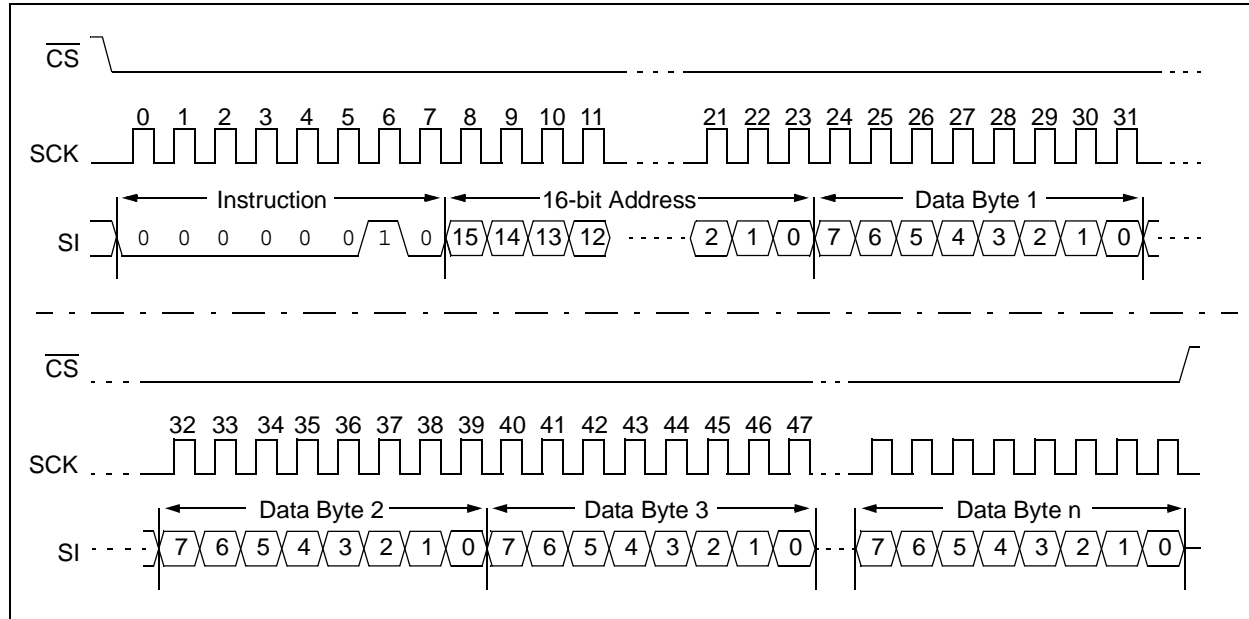 CS
0 1 2 3 4 5 6 7 8 9 10 11 21 22 23 24 25 26 27 28 29 30 31
SCK
Instruction 16-bit Address Data Byte 1
SI 0 0 0 0 0 0 1 0 15 14 13 12 2 1 0 7 6 5 4 3 2 1 0
CS
32 33 34 35 36 37 38 39 40 41 42 43 44 45 46 47
SCK
Data Byte 2 Data Byte 3 Data Byte n
SI 7 6 5 4 3 2 1 0 7 6 5 4 3 2 1 0 7 6 5 4 3 2 1 0